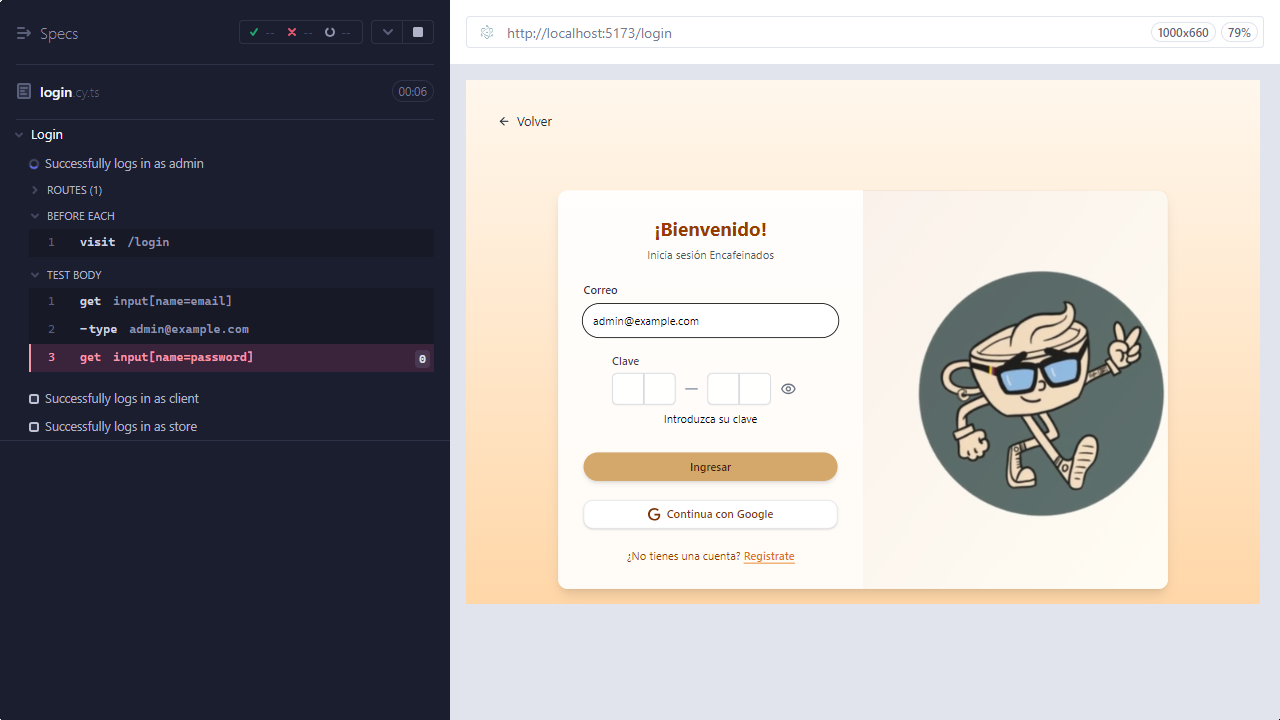 Specs
--
--
--
login.cy.ts
00:06
Login
Successfully logs in as admin
ROUTES (1)
BEFORE EACH
1 visit /login
TEST BODY
1 get input[name=email]
2 -type admin@example.com
3 get input[name=password] 0
Successfully logs in as client
Successfully logs in as store
http://localhost:5173/login
1000x660
79%
Volver
¡Bienvenido!
Inicia sesión Encafeinados
Correo
admin@example.com
Clave
Introduzca su clave
Ingresar
Continua con Google
¿No tienes una cuenta? Registrate